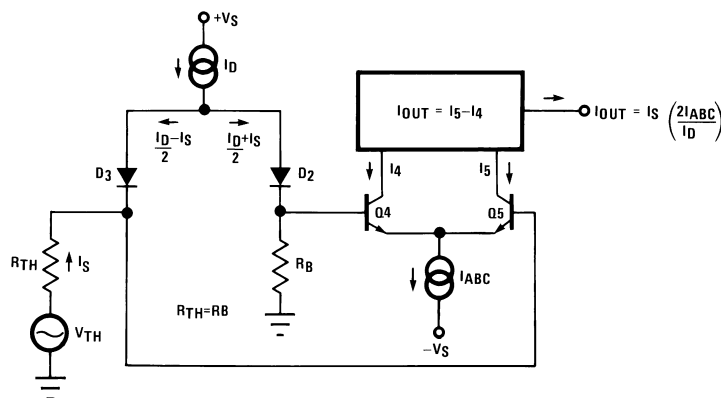 +VS
ID
ID/2 − IS
ID/2 + IS
D3
D2
IOUT = I5 − I4
IOUT = IS (2IABC/ID)
I4
I5
Q4
Q5
RTH
IS
RB
IABC
RTH=RB
VTH
−VS